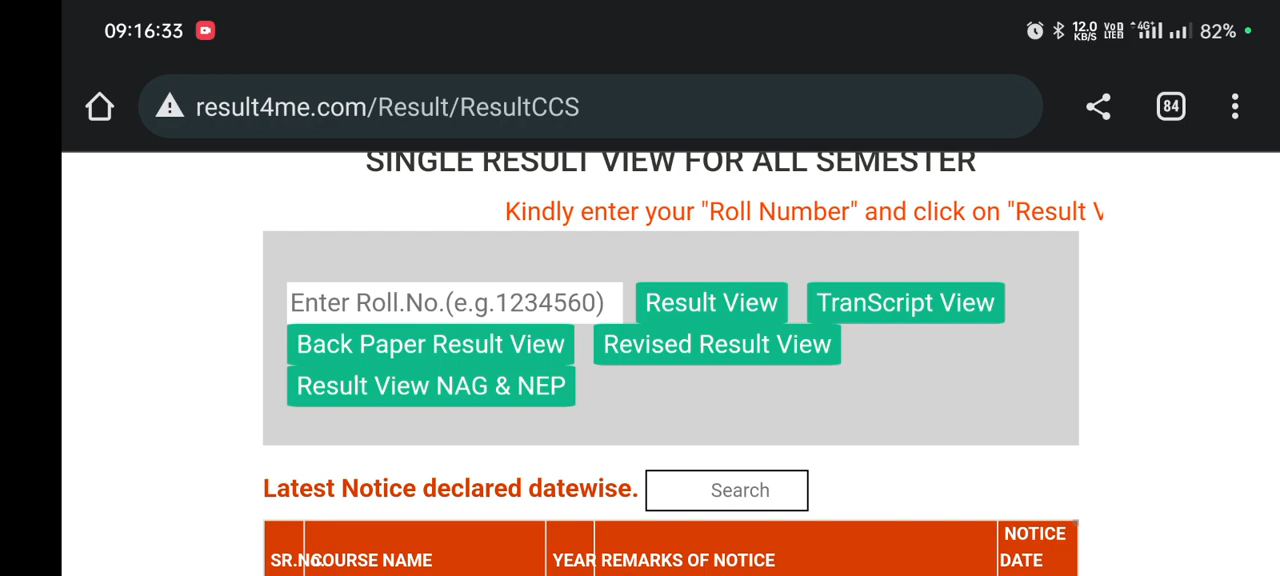 09:16:33
12.0 KB/S VoD LTE 4G+ 82%
result4me.com/Result/ResultCCS
84
SINGLE RESULT VIEW FOR ALL SEMESTER
Kindly enter your "Roll Number" and click on "Result
Enter Roll.No.(e.g.1234560) Result View TranScript View
Back Paper Result View Revised Result View
Result View NAG & NEP
Latest Notice declared datewise. Search
SR.No. COURSE NAME YEAR REMARKS OF NOTICE NOTICE DATE